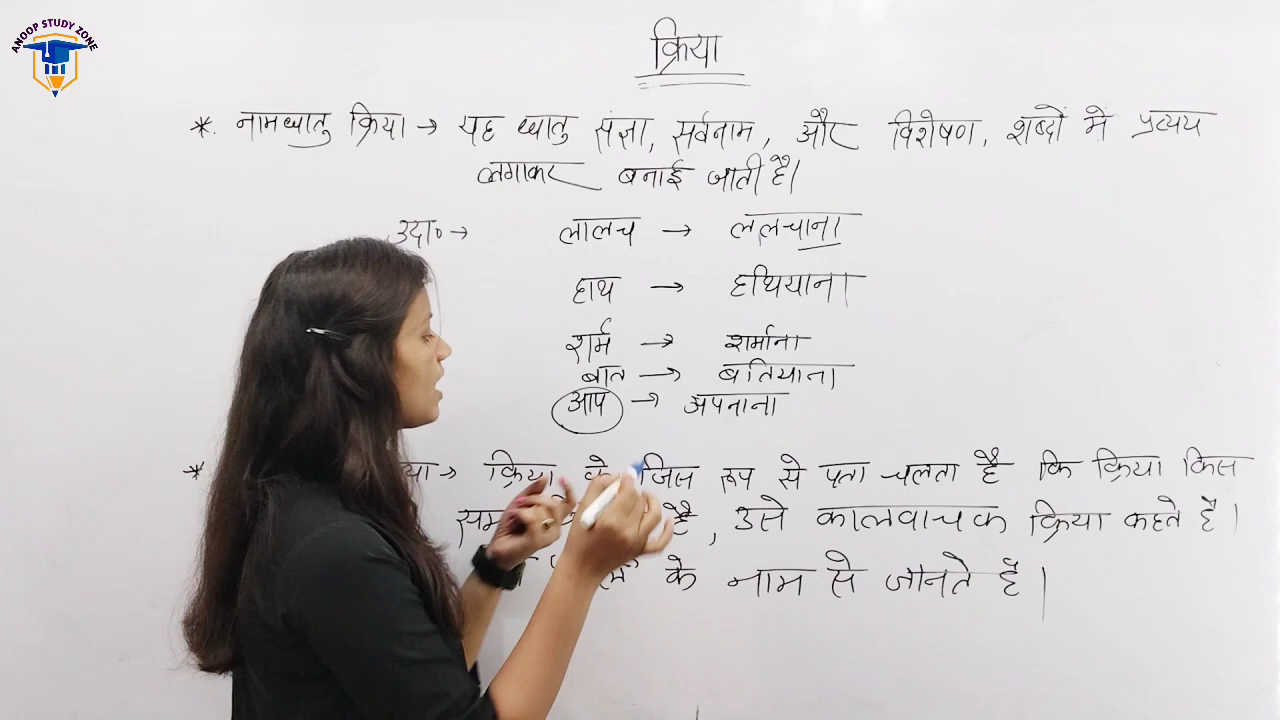 ANOOP STUDY ZONE
क्रिया
* नामधातु क्रिया → यह धातु संज्ञा, सर्वनाम, और विशेषण, शब्दों में प्रत्यय
लगाकर बनाई जाती है।
उदा० → लालच → ललचाना
हाथ → हथियाना
शर्म → शर्माना
बात → बतियाना
आप → अपनाना
* → क्रिया के जिस रूप से पता चलता है कि क्रिया किस
है, उसे कालवाचक क्रिया कहते हैं।
के नाम से जानते हैं।